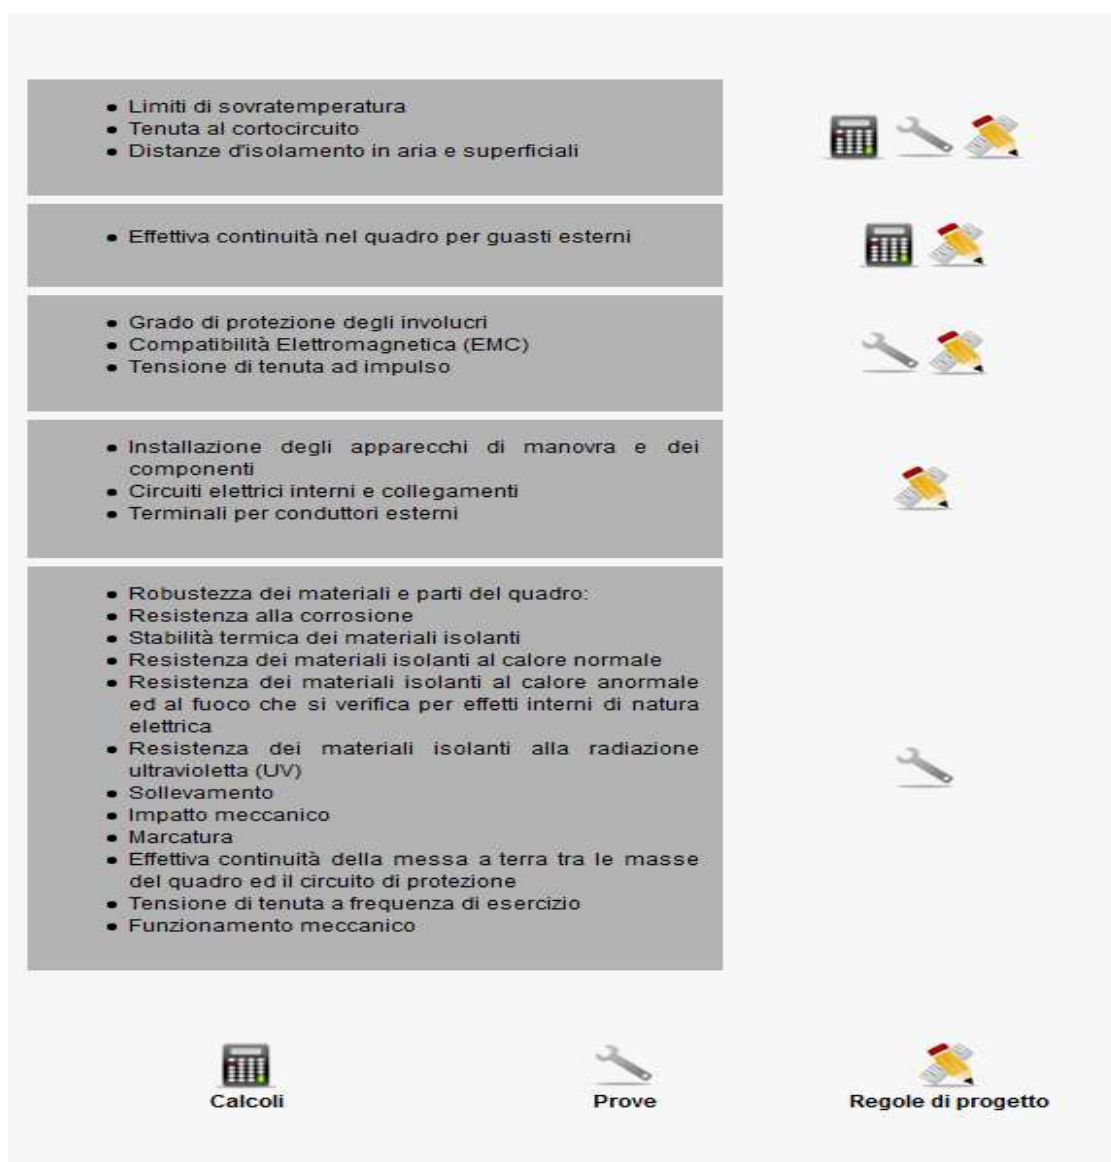 • Limiti di sovratemperatura
• Tenuta al cortocircuito
• Distanze d'isolamento in aria e superficiali
• Effettiva continuità nel quadro per guasti esterni
• Grado di protezione degli involucri
• Compatibilità Elettromagnetica (EMC)
• Tensione di tenuta ad impulso
• Installazione degli apparecchi di manovra e dei
componenti
• Circuiti elettrici interni e collegamenti
• Terminali per conduttori esterni
• Robustezza dei materiali e parti del quadro:
• Resistenza alla corrosione
• Stabilità termica dei materiali isolanti
• Resistenza dei materiali isolanti al calore normale
• Resistenza dei materiali isolanti al calore anormale
ed al fuoco che si verifica per effetti interni di natura
elettrica
• Resistenza dei materiali isolanti alla radiazione
ultravioletta (UV)
• Sollevamento
• Impatto meccanico
• Marcatura
• Effettiva continuità della messa a terra tra le masse
del quadro ed il circuito di protezione
• Tensione di tenuta a frequenza di esercizio
• Funzionamento meccanico
Calcoli
Prove
Regole di progetto